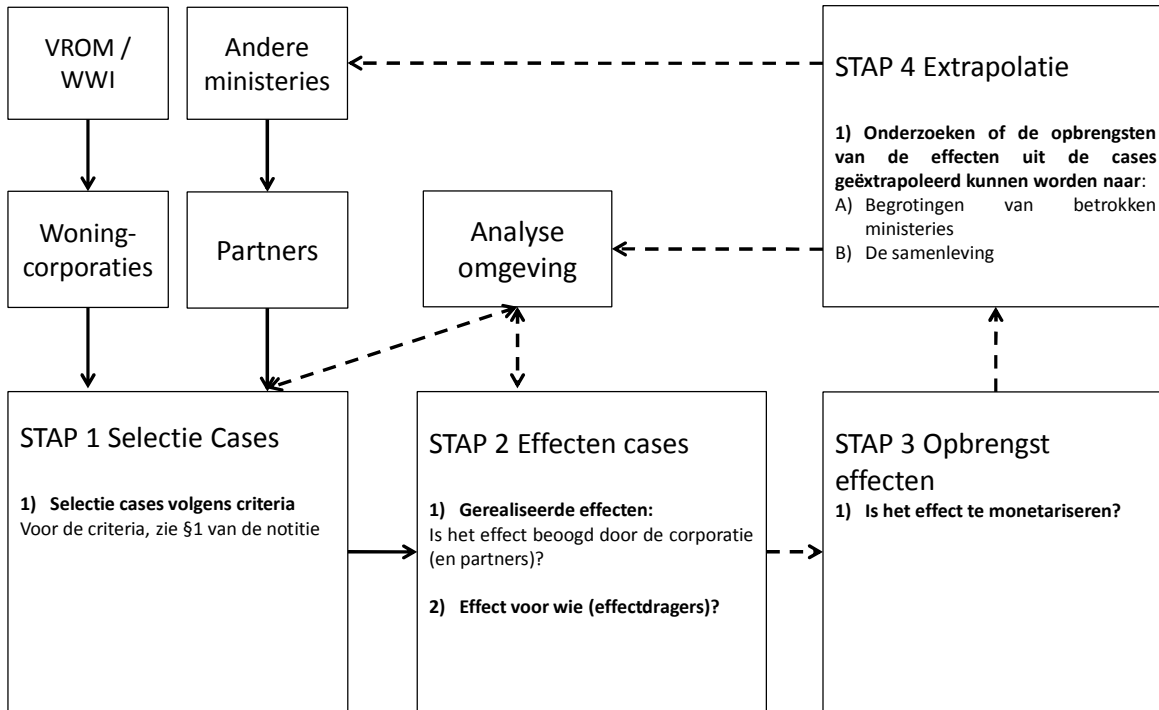 VROM /
WWI
Andere
ministeries
Woning-
corporaties
Partners
Analyse
omgeving
STAP 4 Extrapolatie
1) Onderzoeken of de opbrengsten
van de effecten uit de cases
geëxtrapoleerd kunnen worden naar:
A) Begrotingen van betrokken
ministeries
B) De samenleving
STAP 1 Selectie Cases
1) Selectie cases volgens criteria
Voor de criteria, zie §1 van de notitie
STAP 2 Effecten cases
1) Gerealiseerde effecten:
Is het effect beoogd door de corporatie
(en partners)?
2) Effect voor wie (effectdragers)?
STAP 3 Opbrengst
effecten
1) Is het effect te monetariseren?